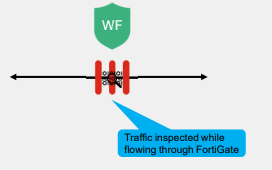 WF
Traffic inspected while
flowing through FortiGate